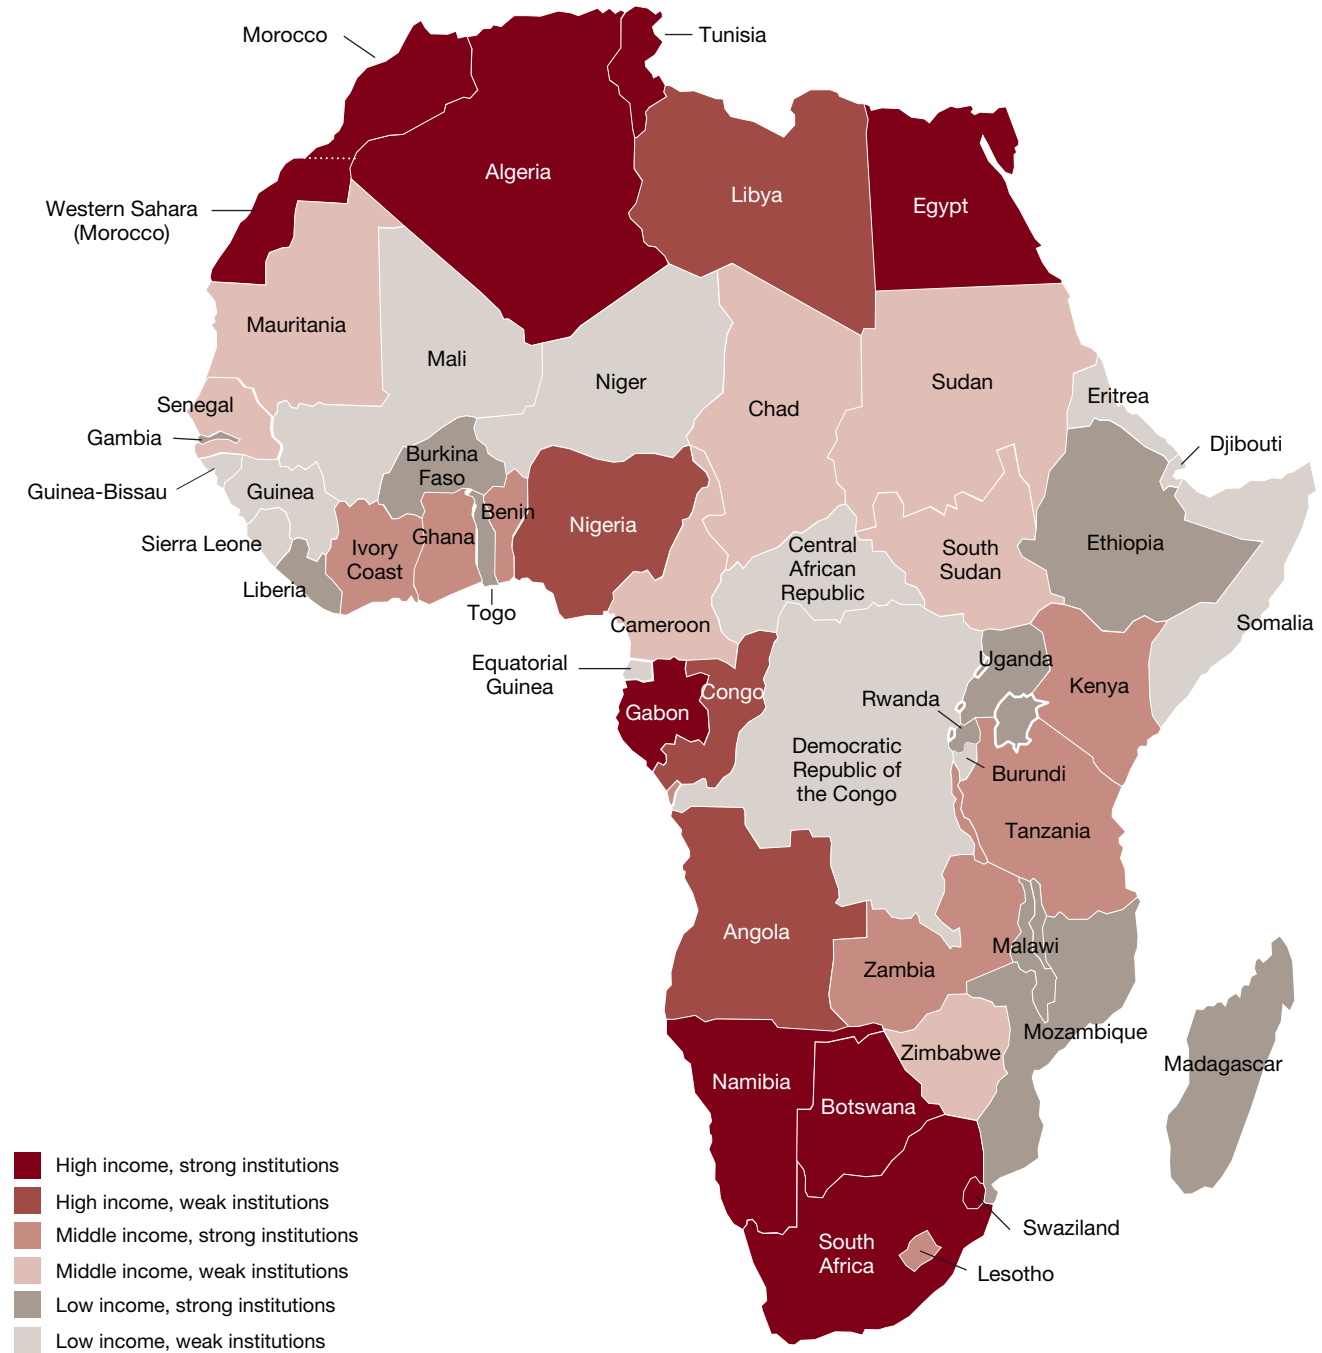 Morocco
Tunisia
Algeria
Libya
Egypt
Western Sahara
(Morocco)
Mauritania
Mali
Niger
Chad
Sudan
Eritrea
Senegal
Gambia
Djibouti
Burkina
Faso
Guinea-Bissau
Guinea
Benin
Nigeria
Ghana
Ivory
Coast
Sierra Leone
Central
African
Republic
South
Sudan
Ethiopia
Liberia
Togo
Cameroon
Somalia
Equatorial
Guinea
Uganda
Kenya
Congo
Gabon
Rwanda
Democratic
Republic of
the Congo
Burundi
Tanzania
Angola
Malawi
Zambia
Mozambique
Zimbabwe
Madagascar
Namibia
Botswana
Swaziland
South
Africa
Lesotho
High income, strong institutions
High income, weak institutions
Middle income, strong institutions
Middle income, weak institutions
Low income, strong institutions
Low income, weak institutions